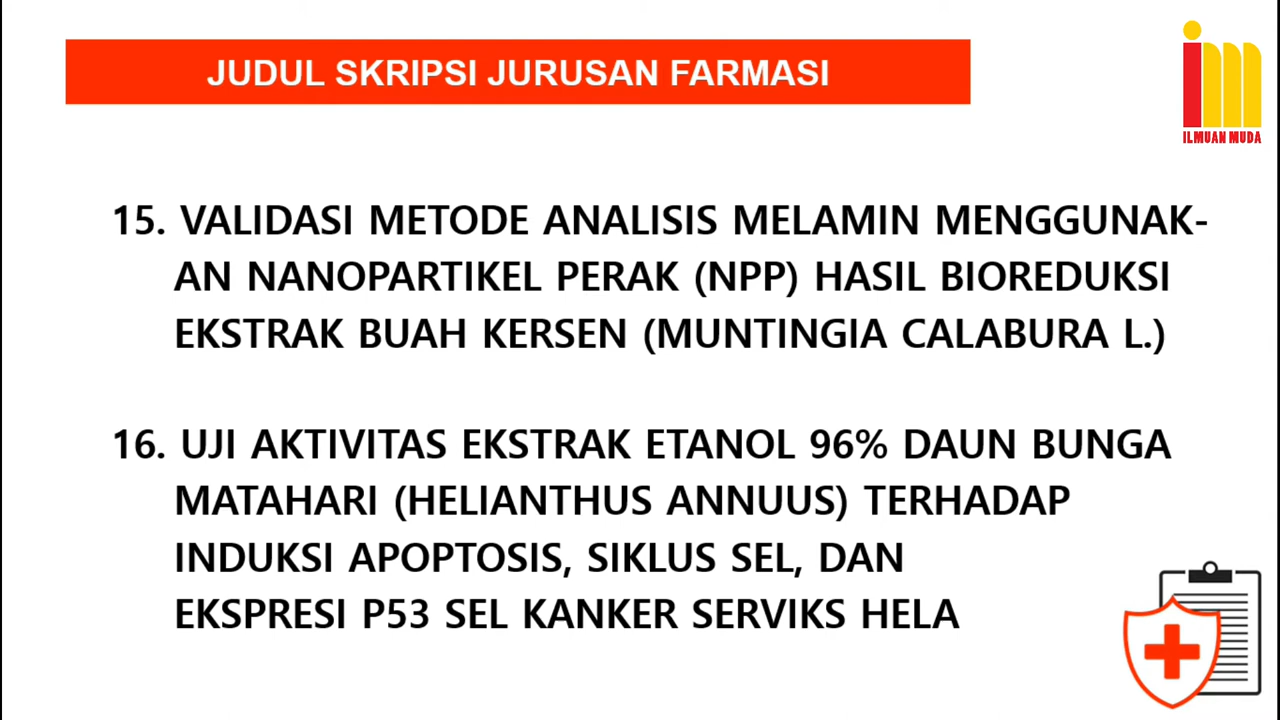 JUDUL SKRIPSI JURUSAN FARMASI
ILMUAN MUDA
15. VALIDASI METODE ANALISIS MELAMIN MENGGUNAK-
AN NANOPARTIKEL PERAK (NPP) HASIL BIOREDUKSI
EKSTRAK BUAH KERSEN (MUNTINGIA CALABURA L.)
16. UJI AKTIVITAS EKSTRAK ETANOL 96% DAUN BUNGA
MATAHARI (HELIANTHUS ANNUUS) TERHADAP
INDUKSI APOPTOSIS, SIKLUS SEL, DAN
EKSPRESI P53 SEL KANKER SERVIKS HELA